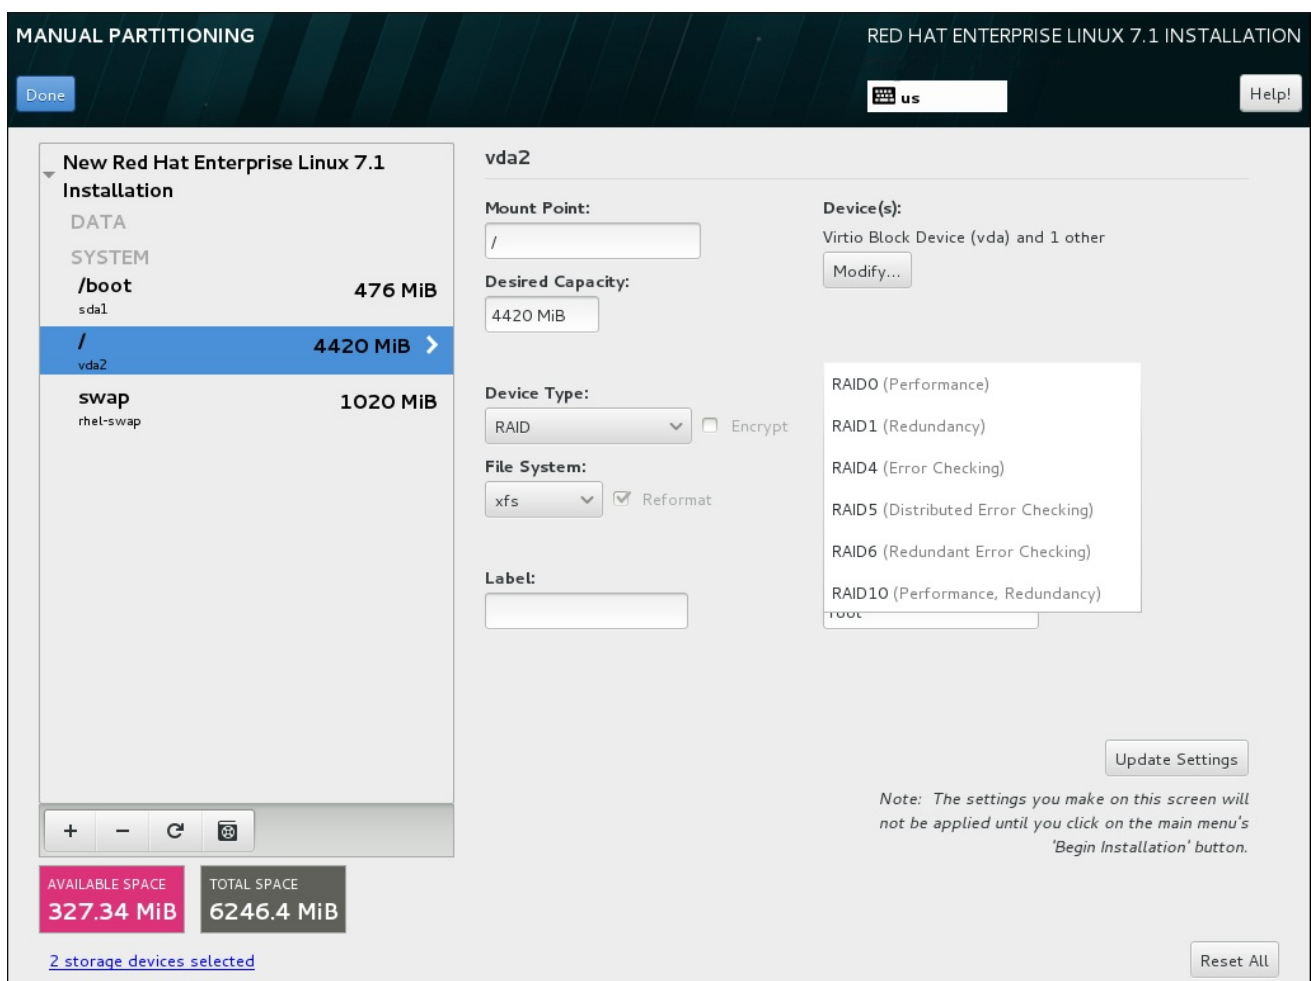 MANUAL PARTITIONING
RED HAT ENTERPRISE LINUX 7.1 INSTALLATION
Done
us
Help!
New Red Hat Enterprise Linux 7.1
Installation
DATA
SYSTEM
/boot
476 MiB
sda1
/
4420 MiB
vda2
swap
1020 MiB
rhel-swap
+ −
AVAILABLE SPACE
327.34 MiB
TOTAL SPACE
6246.4 MiB
2 storage devices selected
vda2
Mount Point:
/
Desired Capacity:
4420 MiB
Device(s):
Virtio Block Device (vda) and 1 other
Modify...
Device Type:
RAID
Encrypt
File System:
xfs
Reformat
Label:
RAID0 (Performance)
RAID1 (Redundancy)
RAID4 (Error Checking)
RAID5 (Distributed Error Checking)
RAID6 (Redundant Error Checking)
RAID10 (Performance, Redundancy)
root
Update Settings
Note: The settings you make on this screen will
not be applied until you click on the main menu's
'Begin Installation' button.
Reset All